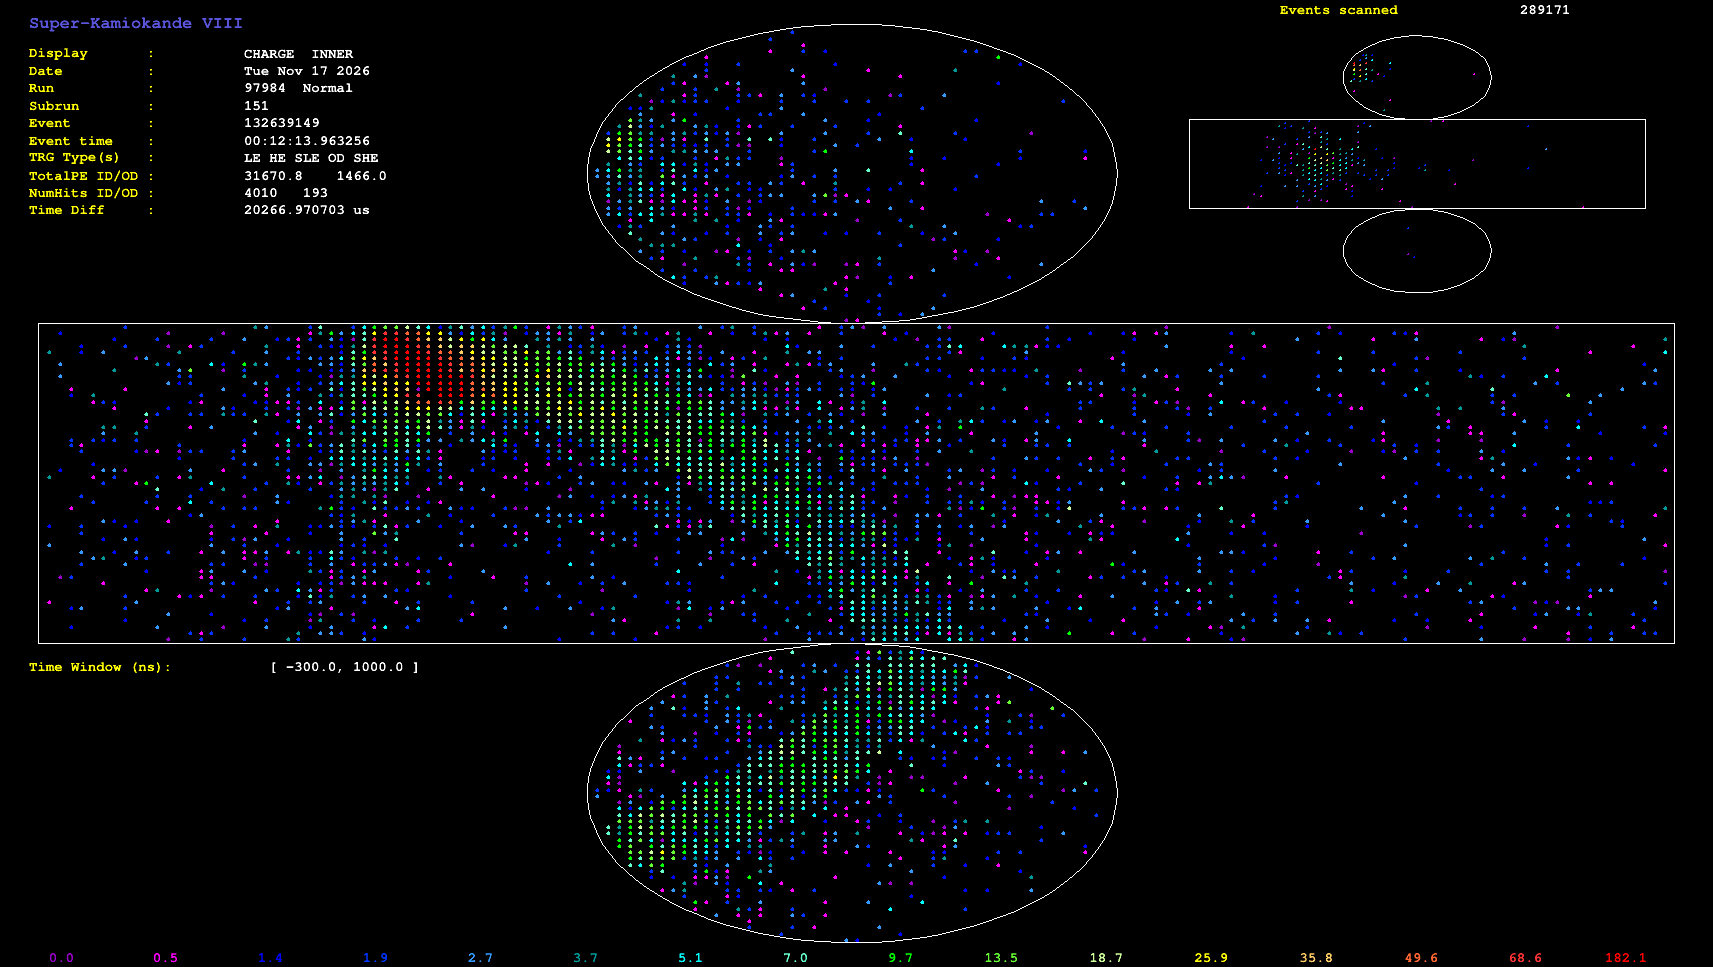 Super-Kamiokande VIII
Events scanned 289171
Display : CHARGE INNER
Date : Tue Nov 17 2026
Run : 97984 Normal
Subrun : 151
Event : 132639149
Event time : 00:12:13.963256
TRG Type(s) : LE HE SLE OD SHE
TotalPE ID/OD : 31670.8 1466.0
NumHits ID/OD : 4010 193
Time Diff : 20266.970703 us
Time Window (ns): [ -300.0, 1000.0 ]
0.0 0.5 1.4 1.9 2.7 3.7 5.1 7.0 9.7 13.5 18.7 25.9 35.8 49.6 68.6 182.1